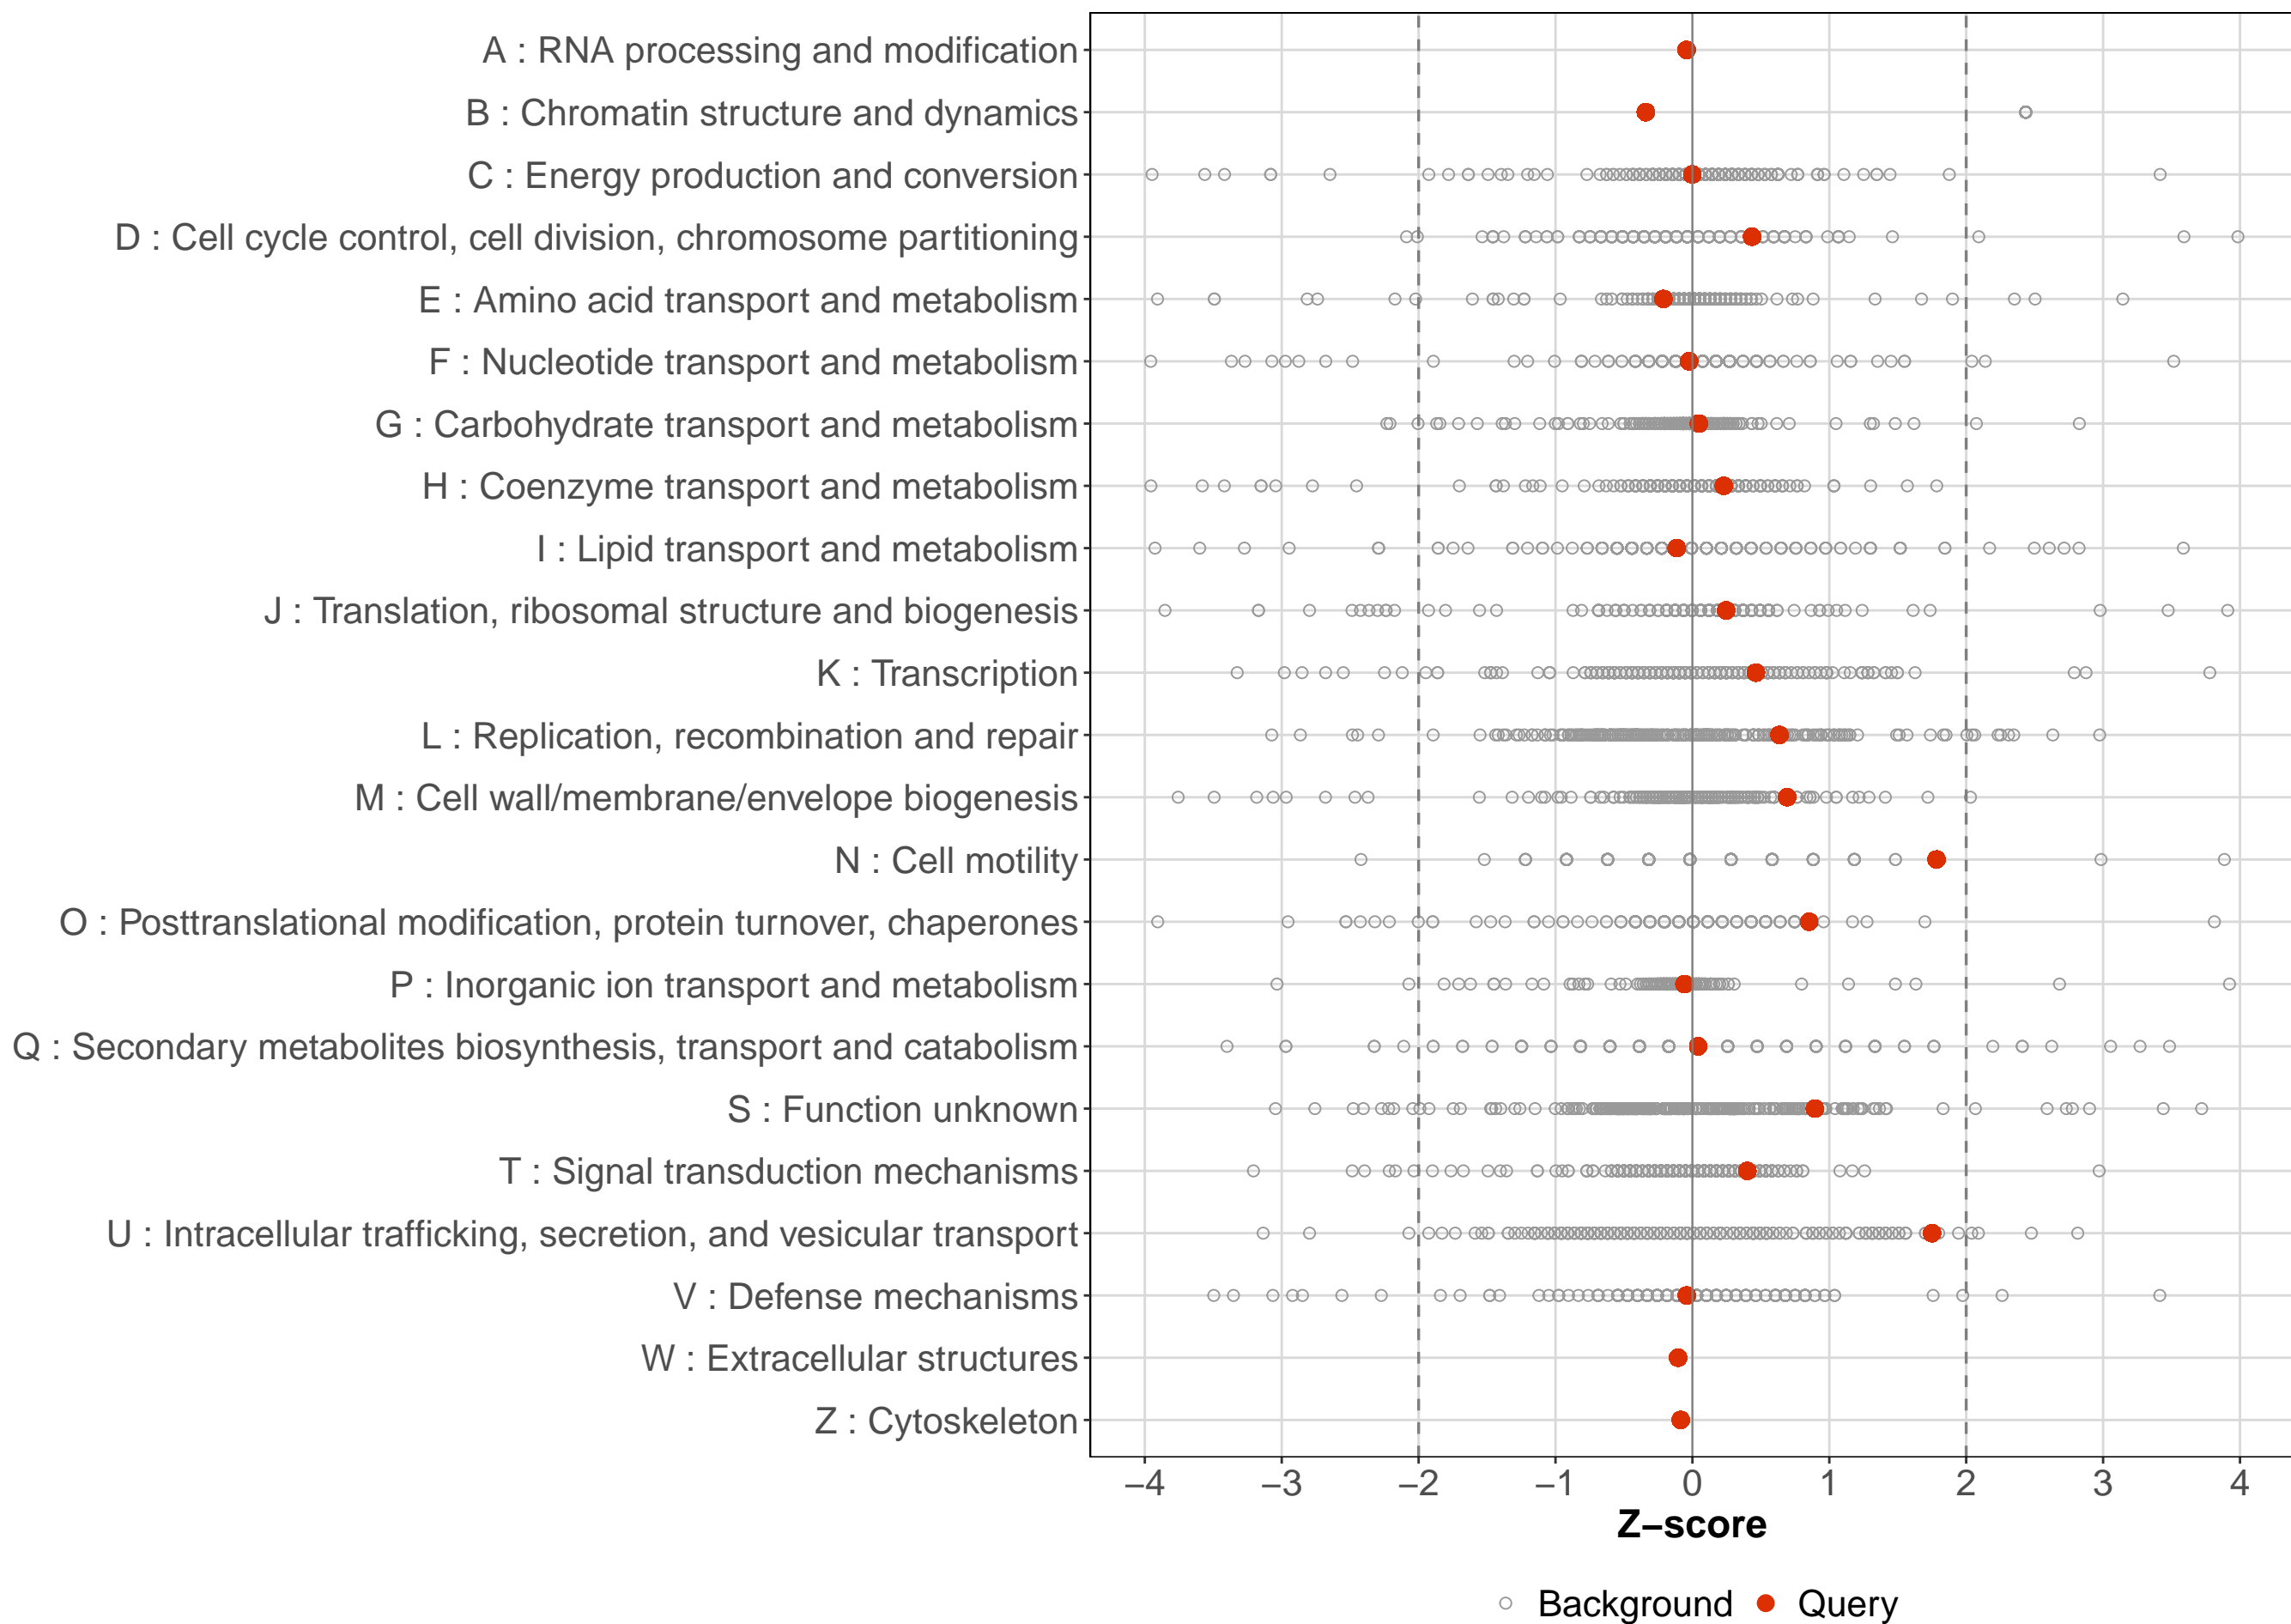 A : RNA processing and modification
B : Chromatin structure and dynamics
C : Energy production and conversion
D : Cell cycle control, cell division, chromosome partitioning
E : Amino acid transport and metabolism
F : Nucleotide transport and metabolism
G : Carbohydrate transport and metabolism
H : Coenzyme transport and metabolism
I : Lipid transport and metabolism
J : Translation, ribosomal structure and biogenesis
K : Transcription
L : Replication, recombination and repair
M : Cell wall/membrane/envelope biogenesis
N : Cell motility
O : Posttranslational modification, protein turnover, chaperones
P : Inorganic ion transport and metabolism
Q : Secondary metabolites biosynthesis, transport and catabolism
S : Function unknown
T : Signal transduction mechanisms
U : Intracellular trafficking, secretion, and vesicular transport
V : Defense mechanisms
W : Extracellular structures
Z : Cytoskeleton
−4 −3 −2 −1 0 1 2 3 4
Z−score
Background Query